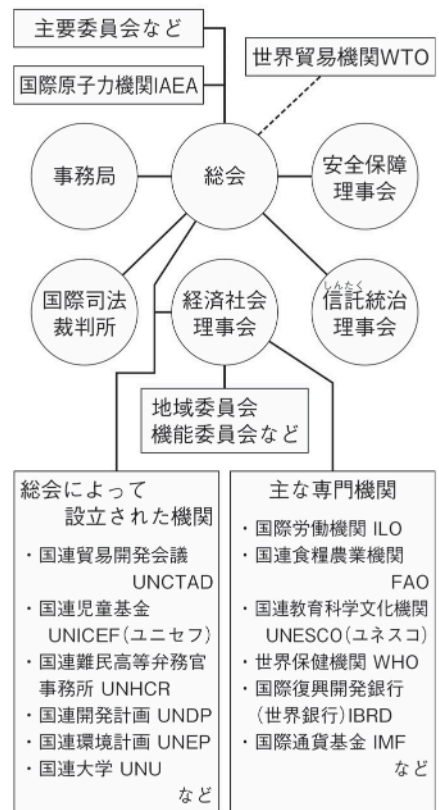 主要委員会など
国際原子力機関IAEA
世界貿易機関WTO
事務局
総会
安全保障
理事会
国際司法
裁判所
経済社会
理事会
しんたく
信託統治
理事会
地域委員会
機能委員会など
総会によって
設立された機関
・国連貿易開発会議
UNCTAD
・国連児童基金
UNICEF(ユニセフ)
・国連難民高等弁務官
事務所 UNHCR
・国連開発計画 UNDP
・国連環境計画 UNEP
・国連大学 UNU
など
主な専門機関
・国際労働機関 ILO
・国連食糧農業機関
FAO
・国連教育科学文化機関
UNESCO(ユネスコ)
・世界保健機関 WHO
・国際復興開発銀行
(世界銀行)IBRD
・国際通貨基金 IMF
など